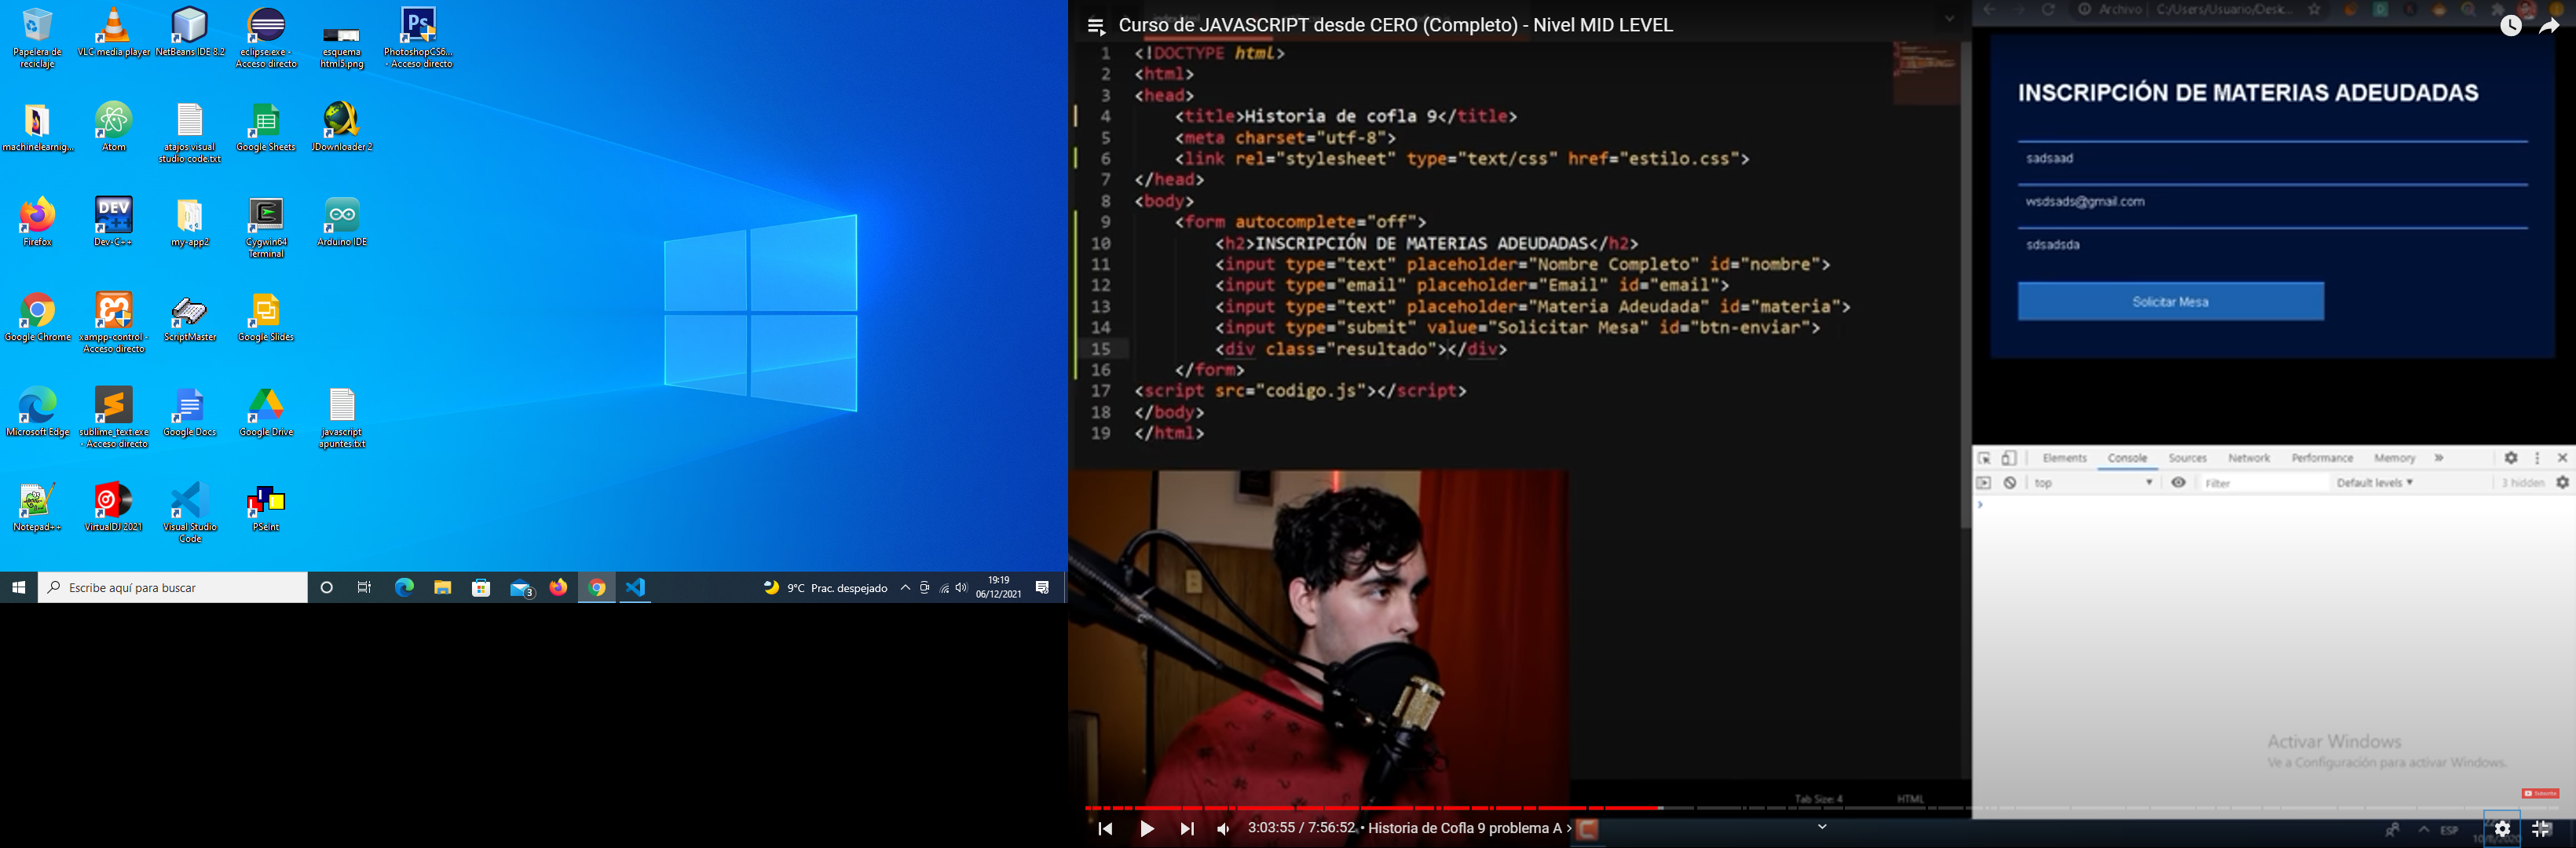 Papelera de
reciclaje
VLC media player
NetBeans IDE 8.2
eclipse.exe -
Acceso directo
esquema
html5.png
Ps
PhotoshopCS6...
- Acceso directo
machinelearnig...
Atom
atajos visual
studio code.txt
Google Sheets
JDownloader 2
Firefox
DEV
C++
Dev-C++
my-app2
Cygwin64
Terminal
Arduino IDE
Google Chrome
xampp-control -
Acceso directo
ScriptMaster
Google Slides
Microsoft Edge
sublime_text.exe
- Acceso directo
Google Docs
Google Drive
javascript
apuntes.txt
Notepad++
VirtualDJ 2021
Visual Studio
Code
PSeInt
Escribe aquí para buscar
3
9°C Prac. despejado
19:19
06/12/2021
Curso de JAVASCRIPT desde CERO (Completo) - Nivel MID LEVEL
1 <!DOCTYPE html>
2 <html>
3 <head>
4 <title>Historia de cofla 9</title>
5 <meta charset="utf-8">
6 <link rel="stylesheet" type="text/css" href="estilo.css">
7 </head>
8 <body>
9 <form autocomplete="off">
10 <h2>INSCRIPCIÓN DE MATERIAS ADEUDADAS</h2>
11 <input type="text" placeholder="Nombre Completo" id="nombre">
12 <input type="email" placeholder="Email" id="email">
13 <input type="text" placeholder="Materia Adeudada" id="materia">
14 <input type="submit" value="Solicitar Mesa" id="btn-enviar">
15 <div class="resultado"></div>
16 </form>
17 <script src="codigo.js"></script>
18 </body>
19 </html>
Tab Size: 4 HTML
3:03:55 / 7:56:52 • Historia de Cofla 9 problema A >
Archivo | C:/Users/Usuario/Desk...
INSCRIPCIÓN DE MATERIAS ADEUDADAS
sadsaad
wsdsads@gmail.com
sdsadsda
Solicitar Mesa
Elements Console Sources Network Performance Memory »
top Filter Default levels ▼ 3 hidden
Activar Windows
Ve a Configuración para activar Windows.
Subscribe
ESP